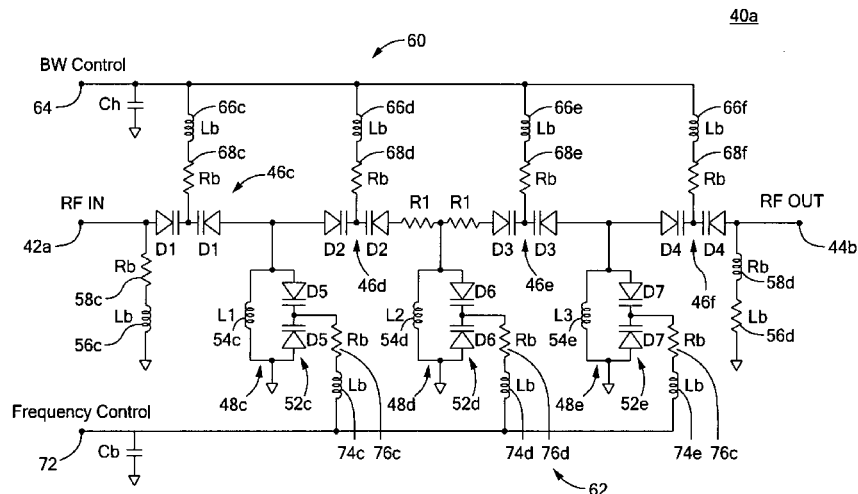 40a
60
BW Control
64
Ch
66c
Lb
68c
Rb
46c
66d
Lb
68d
Rb
66e
Lb
68e
Rb
66f
Lb
68f
Rb
RF IN
42a
D1 D1
D2 D2
R1 R1
D3 D3
D4 D4
RF OUT
44b
46d
46e
46f
Rb
58c
Lb
56c
L1
54c
D5
D5
Rb
Lb
48c
52c
L2
54d
D6
D6
Rb
Lb
48d
52d
L3
54e
D7
D7
Rb
Lb
48e
52e
Rb
58d
Lb
56d
Frequency Control
72
Cb
74c 76c
74d 76d
62
74e 76c